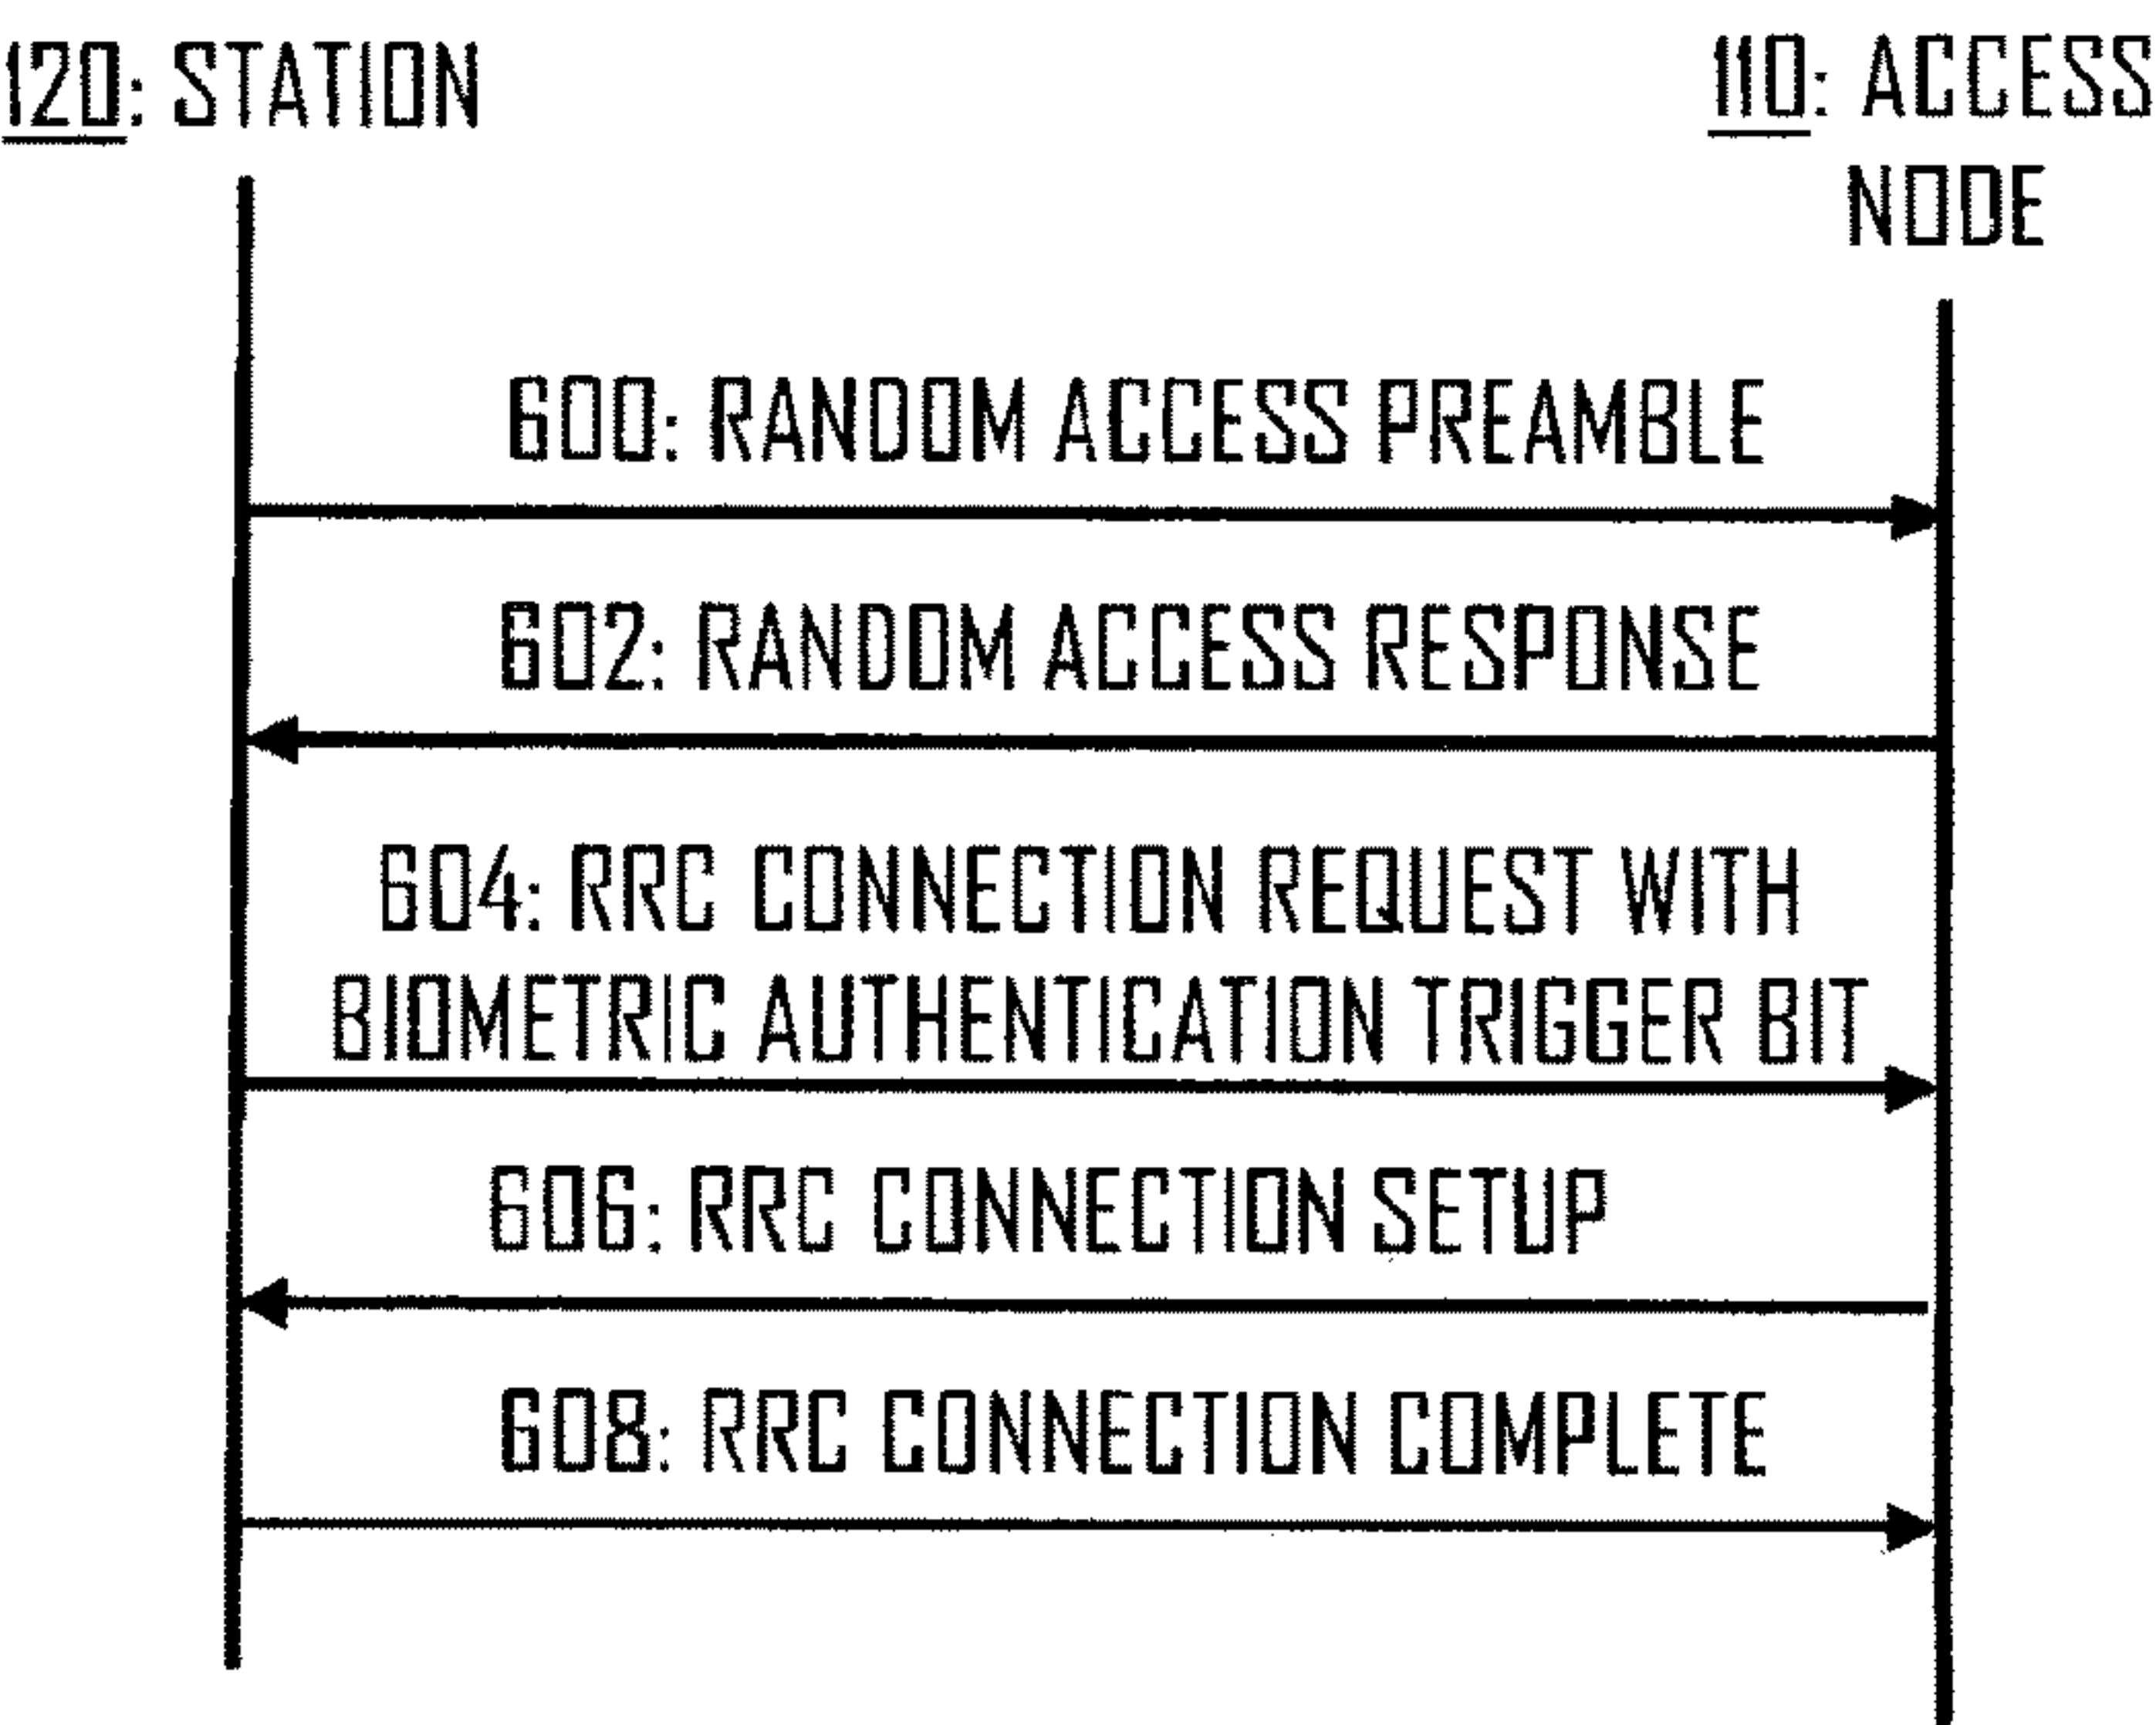 120: STATION
110: ACCESS
NODE
600: RANDOM ACCESS PREAMBLE
602: RANDOM ACCESS RESPONSE
604: RRC CONNECTION REQUEST WITH
BIOMETRIC AUTHENTICATION TRIGGER BIT
606: RRC CONNECTION SETUP
608: RRC CONNECTION COMPLETE